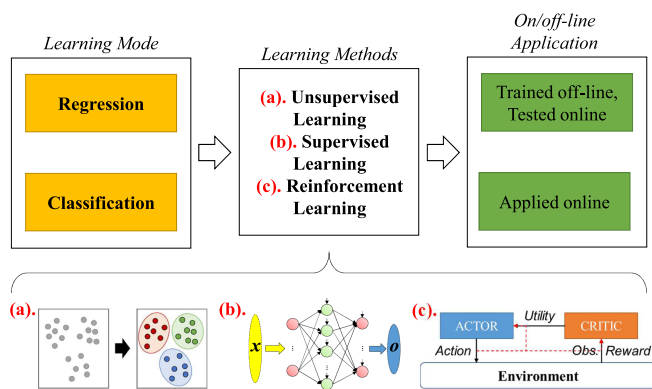 Learning Mode
Regression
Classification
Learning Methods
(a). Unsupervised
Learning
(b). Supervised
Learning
(c). Reinforcement
Learning
On/off-line
Application
Trained off-line,
Tested online
Applied online
(a).
(b).
x
o
(c).
ACTOR
Utility
CRITIC
Action
Obs.
Reward
Environment